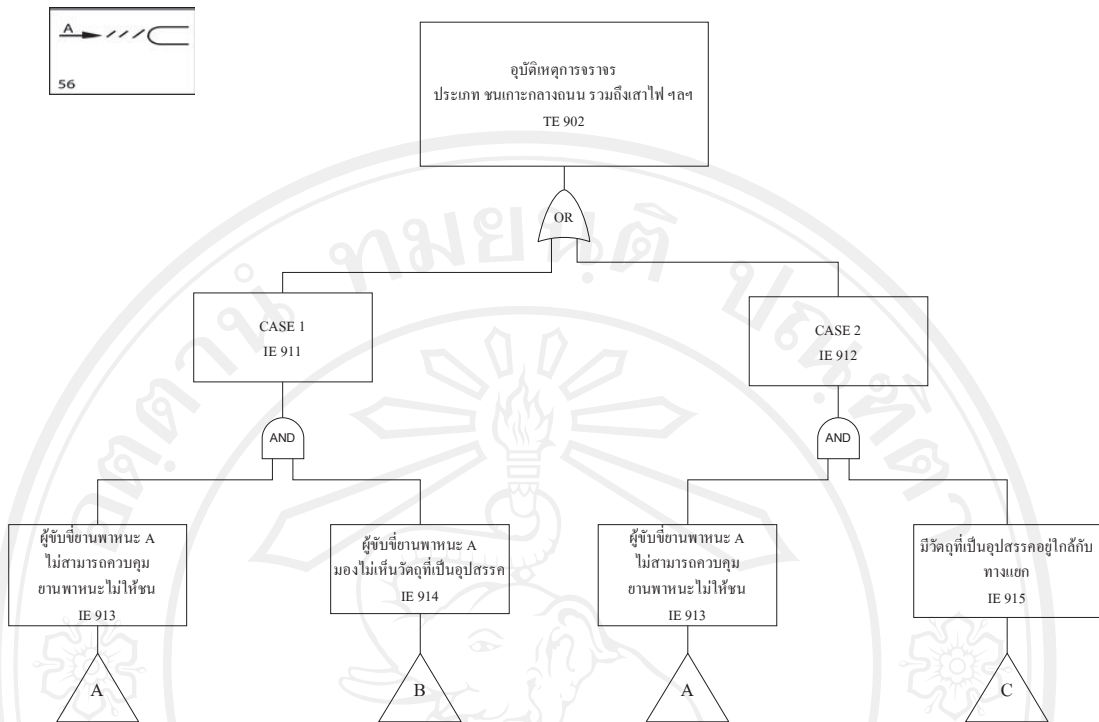 A
56
อุบัติเหตุการจราจร
ประเภท ชนเกาะกลางถนน รวมถึงเสาไฟ ฯลฯ
TE 902
OR
CASE 1
IE 911
CASE 2
IE 912
AND
AND
ผู้ขับขี่ยานพาหนะ A
ไม่สามารถควบคุม
ยานพาหนะไม่ให้ชน
IE 913
ผู้ขับขี่ยานพาหนะ A
มองไม่เห็นวัตถุที่เป็นอุปสรรค
IE 914
ผู้ขับขี่ยานพาหนะ A
ไม่สามารถควบคุม
ยานพาหนะไม่ให้ชน
IE 913
มีวัตถุที่เป็นอุปสรรคอยู่ใกล้กับ
ทางแยก
IE 915
A
B
A
C